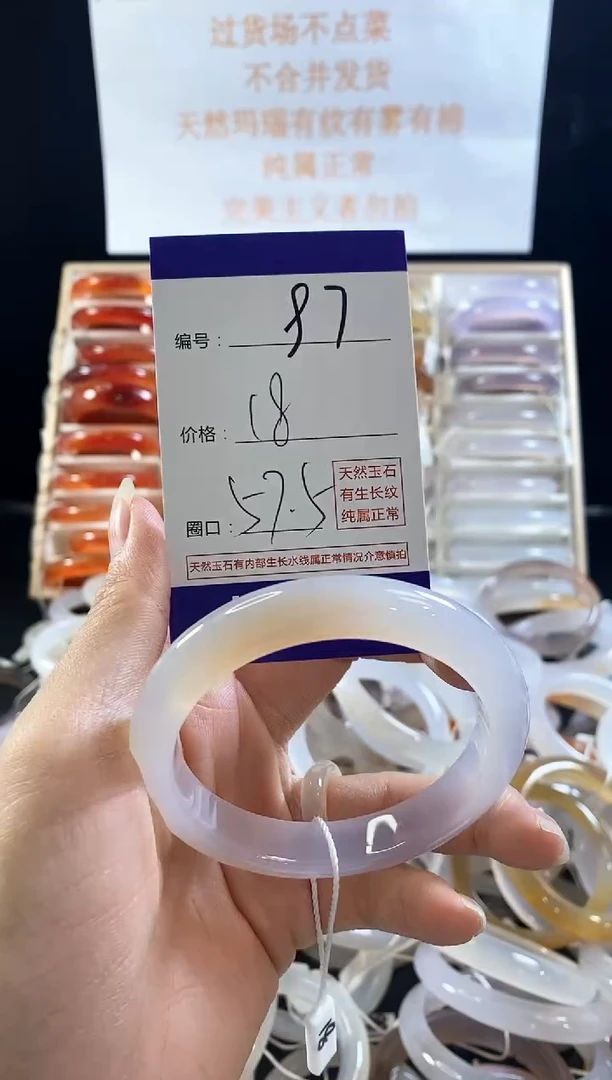 过货场不点菜
不合并发货
天然玛瑙有纹有雾有棉
纯属正常
完美主义者勿拍
编号：87
价格：18
圈口：57.5
天然玉石
有生长纹
纯属正常
天然玉石有内部生长水线属正常情况介意慎拍